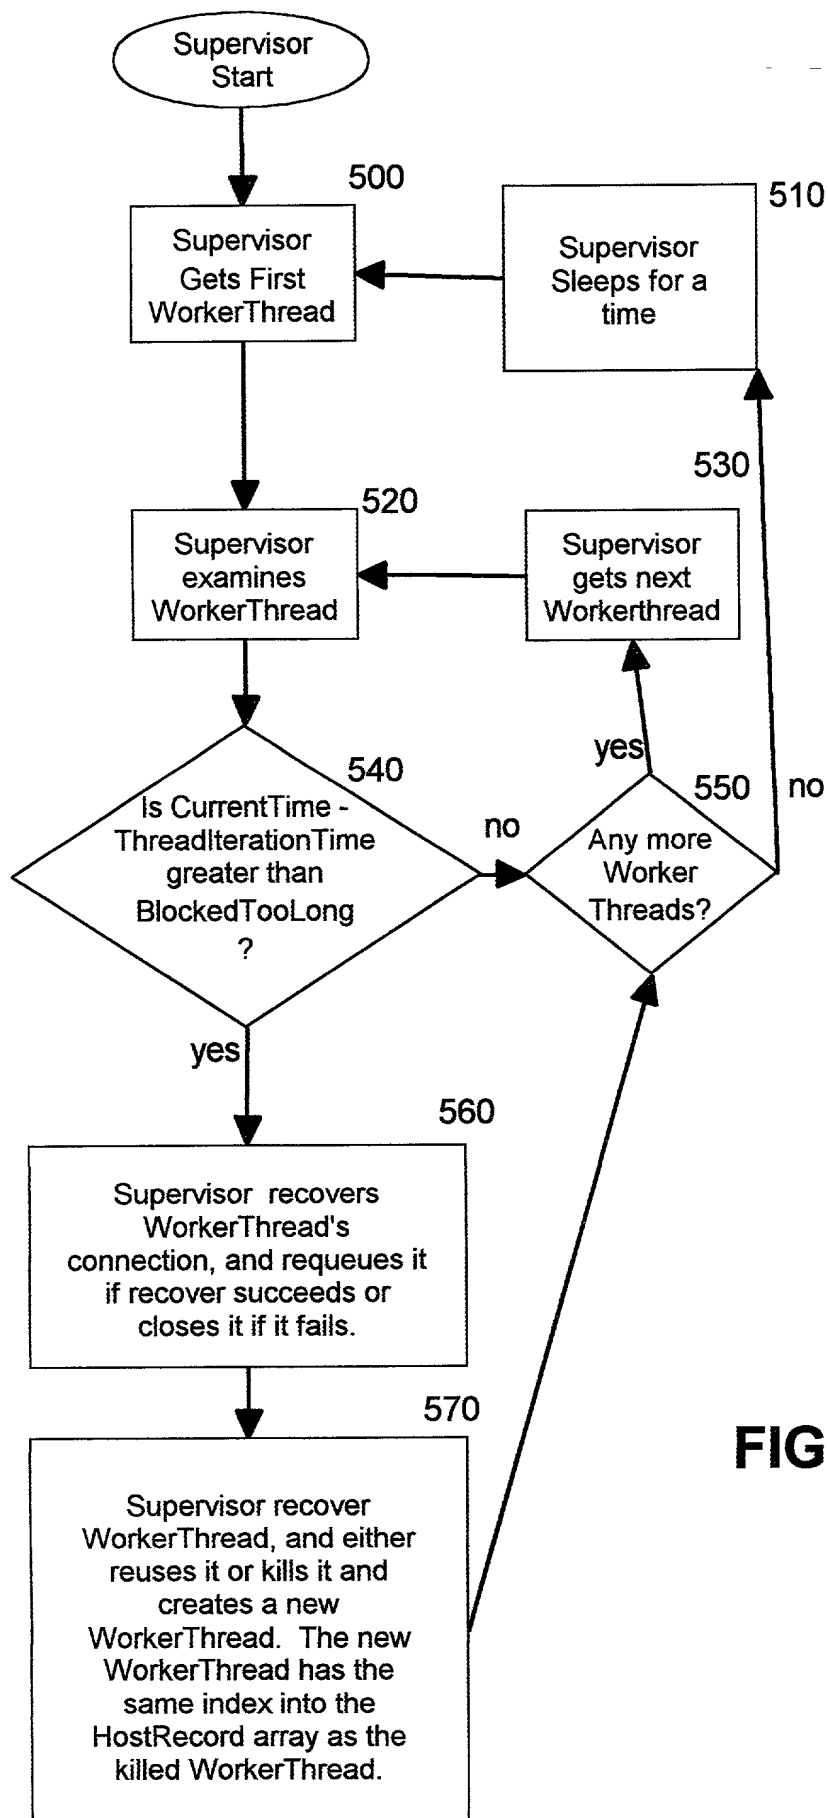 Supervisor
Start
500
Supervisor
Gets First
WorkerThread
510
Supervisor
Sleeps for a
time
520
Supervisor
examines
WorkerThread
530
Supervisor
gets next
Workerthread
540
Is CurrentTime -
ThreadIterationTime
greater than
BlockedTooLong
?
no
yes
550
Any more
Worker
Threads?
no
yes
560
Supervisor recovers
WorkerThread's
connection, and requeues it
if recover succeeds or
closes it if it fails.
570
Supervisor recover
WorkerThread, and either
reuses it or kills it and
creates a new
WorkerThread. The new
WorkerThread has the
same index into the
HostRecord array as the
killed WorkerThread.
FIG